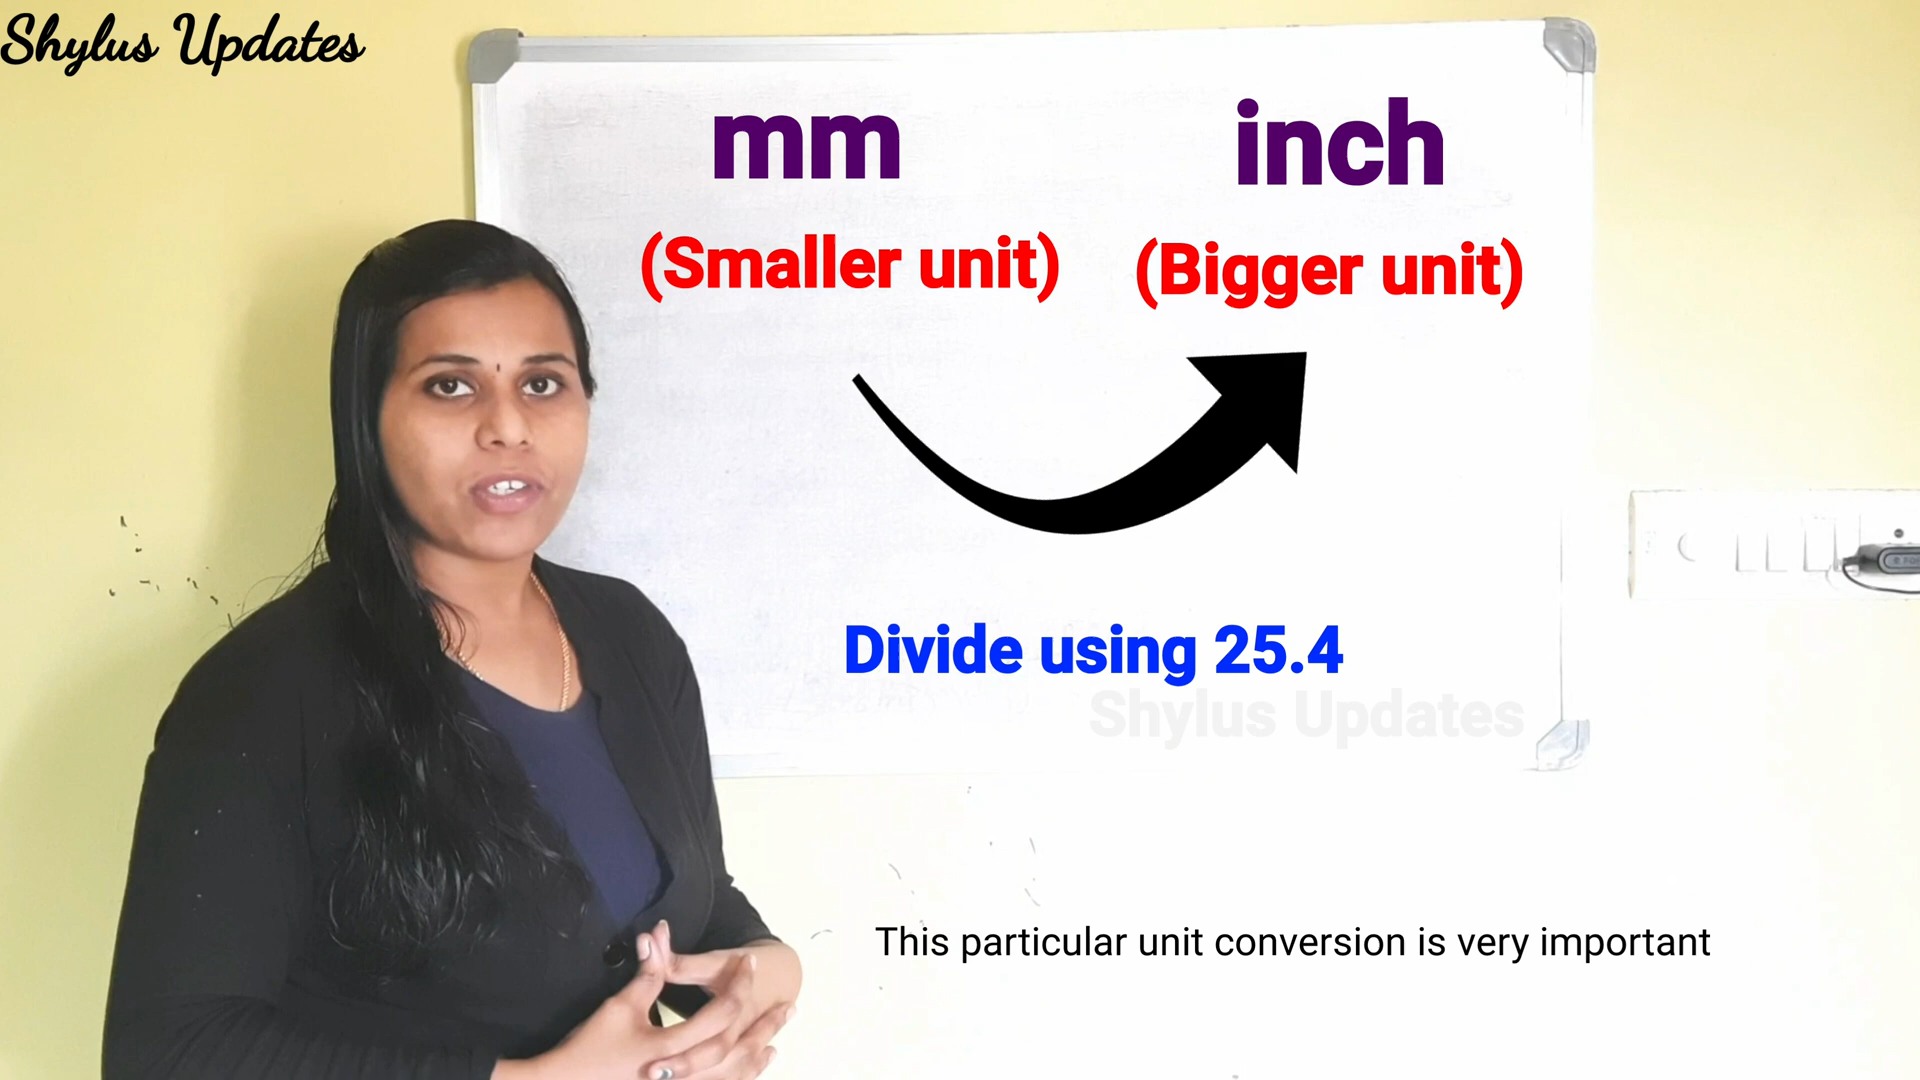 Shylus Updates
mm inch
(Smaller unit) (Bigger unit)
Divide using 25.4
Shylus Updates
This particular unit conversion is very important